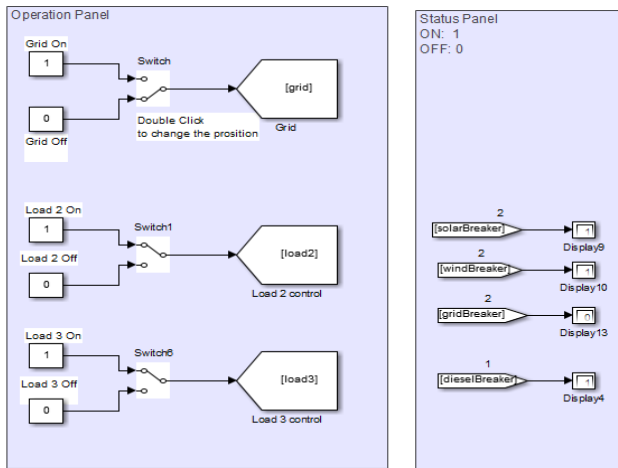 Operation Panel
Grid On
1
Switch
[grid]
Grid
0
Grid Off
Double Click
to change the prosition
Load 2 On
1
Switch1
Load 2 Off
0
[load2]
Load 2 control
Load 3 On
1
Switch6
Load 3 Off
0
[load3]
Load 3 control
Status Panel
ON: 1
OFF: 0
2
[solarBreaker]
1
Display9
2
[windBreaker]
1
Display10
2
[gridBreaker]
0
Display13
1
[dieselBreaker]
1
Display4